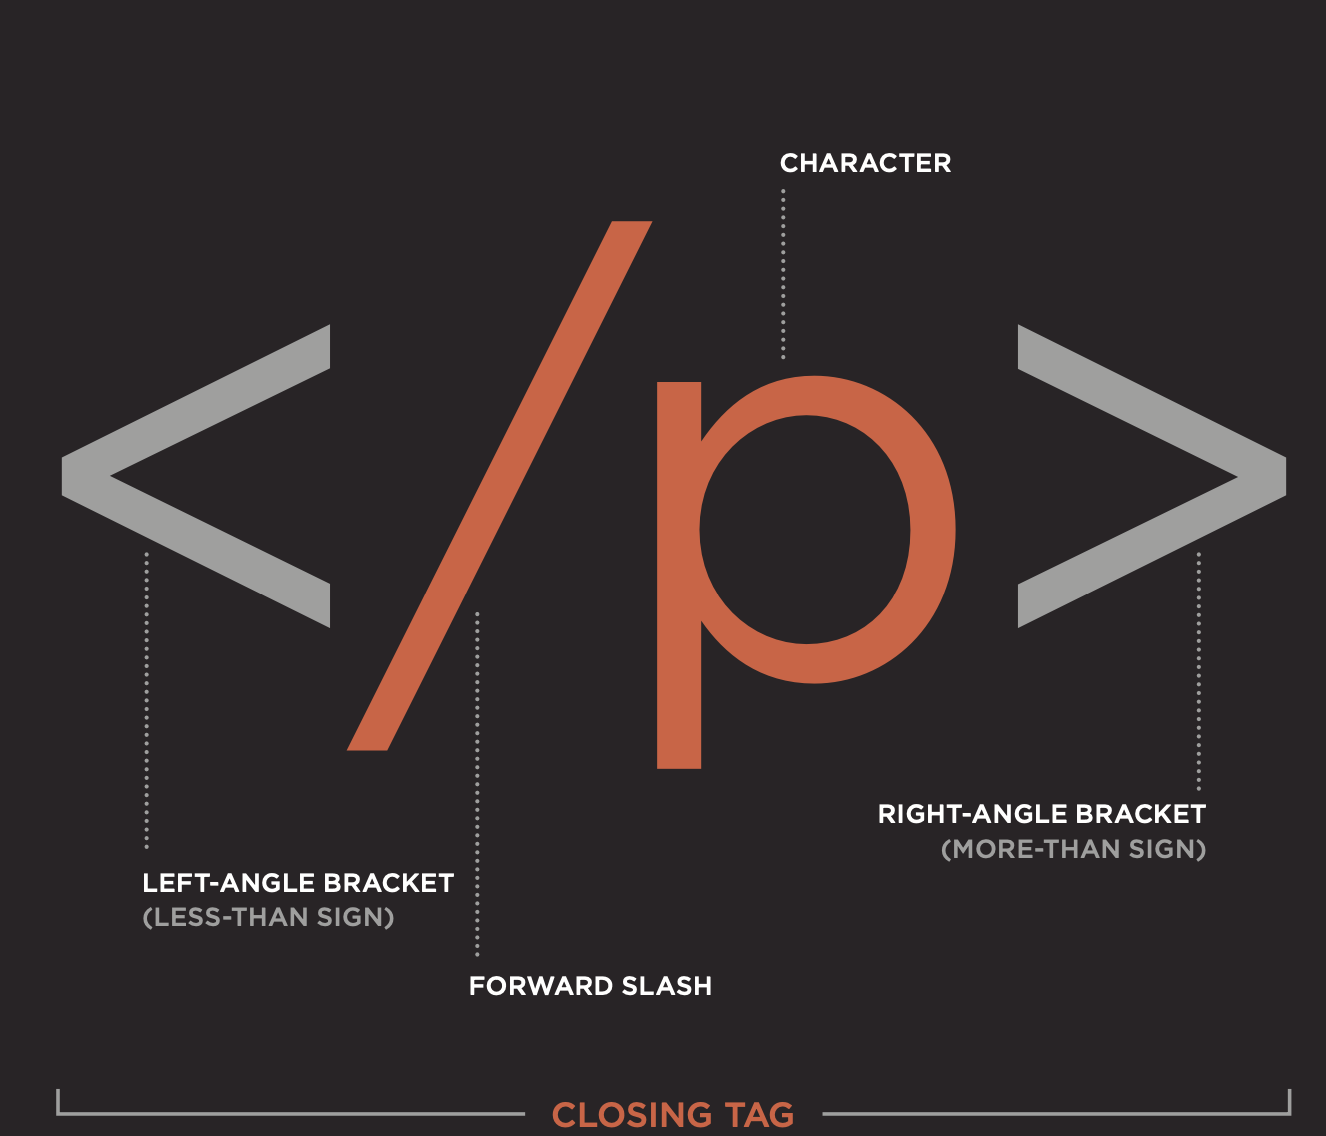 CHARACTER
</p>
RIGHT-ANGLE BRACKET
(MORE-THAN SIGN)
LEFT-ANGLE BRACKET
(LESS-THAN SIGN)
FORWARD SLASH
CLOSING TAG